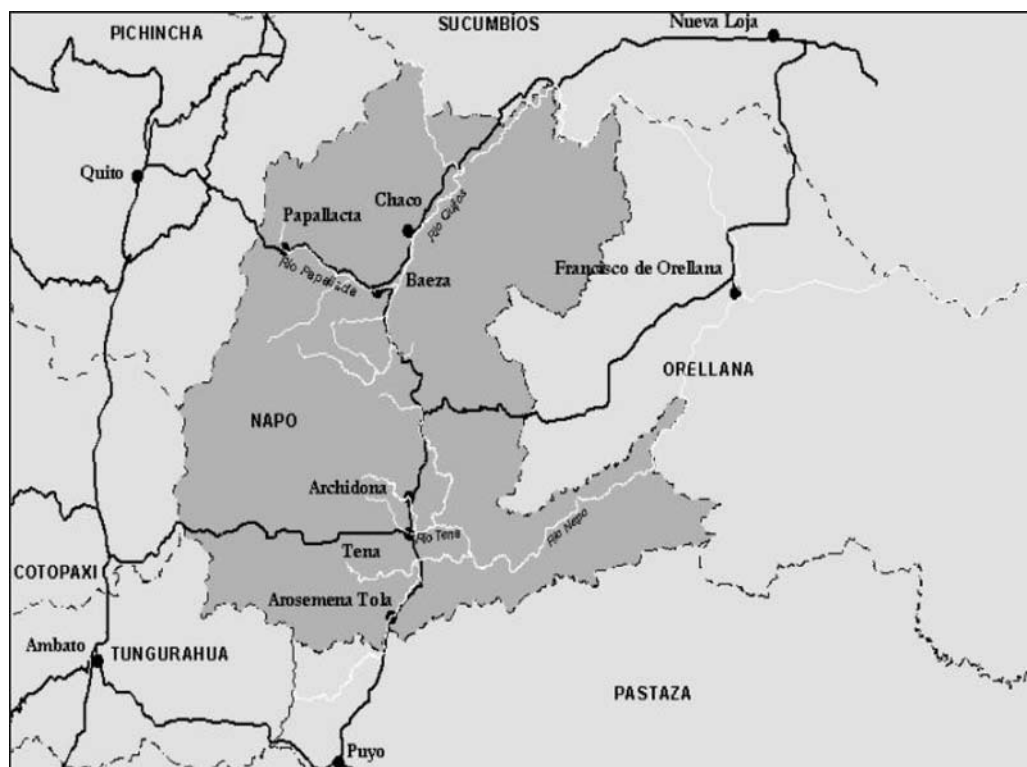 SUCUMBÍOS
Nueva Loja
PICHINCHA
Quito
Chaco
Papallacta
Río Quijos
Río Papallacta
Baeza
Francisco de Orellana
ORELLANA
NAPO
Archidona
Río Tena
Río Napo
Tena
COTOPAXI
Arosemena Tola
Ambato
TUNGURAHUA
PASTAZA
Puyo